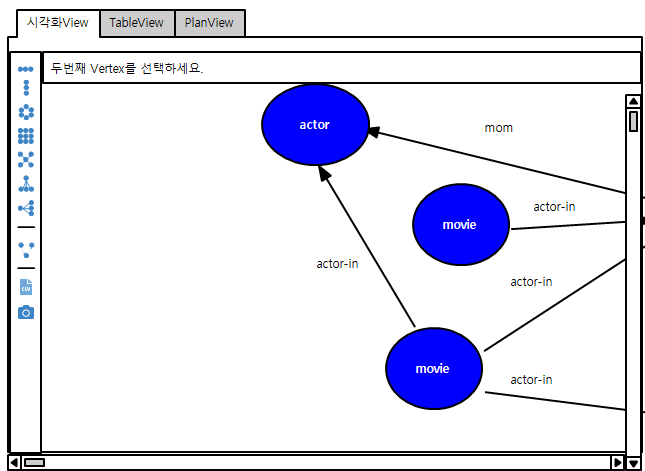 시각화View
TableView
PlanView
두번째 Vertex를 선택하세요.
actor
mom
movie
actor-in
actor-in
actor-in
movie
actor-in
CSV